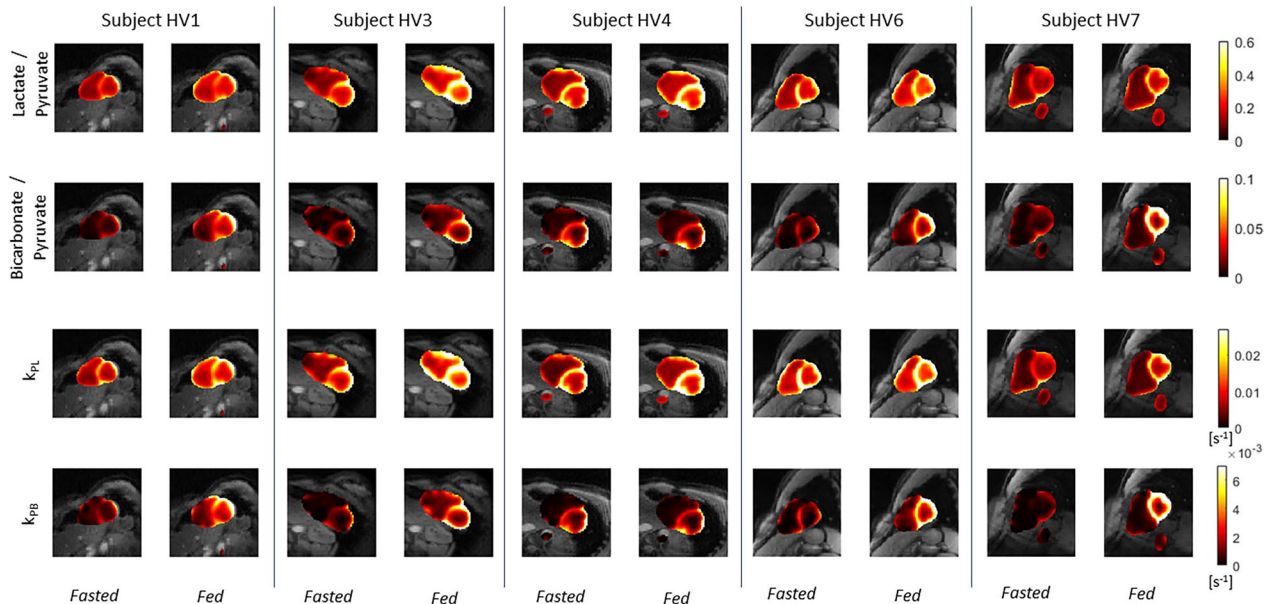 Subject HV1 Subject HV3 Subject HV4 Subject HV6 Subject HV7
Lactate /
Pyruvate
0.6
0.4
0.2
0
Bicarbonate /
Pyruvate
0.1
0.05
0
kPL
0.02
0.01
0
[s-1]
× 10-3
kPB
6
4
2
0
[s-1]
Fasted Fed Fasted Fed Fasted Fed Fasted Fed Fasted Fed